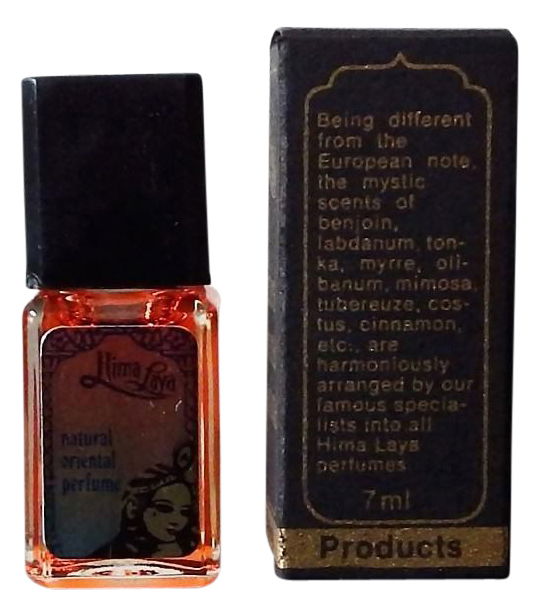 Hima Laya
natural
oriental
perfume
Being different
from the
European note,
the mystic
scents of
benjoin,
labdanum, ton-
ka, myrre, oli-
banum, mimosa,
tubereuze, cos-
tus, cinnamon,
etc., are
harmoniously
arranged by our
famous specia-
lists into all
Hima Laya
perfumes
7ml
Products